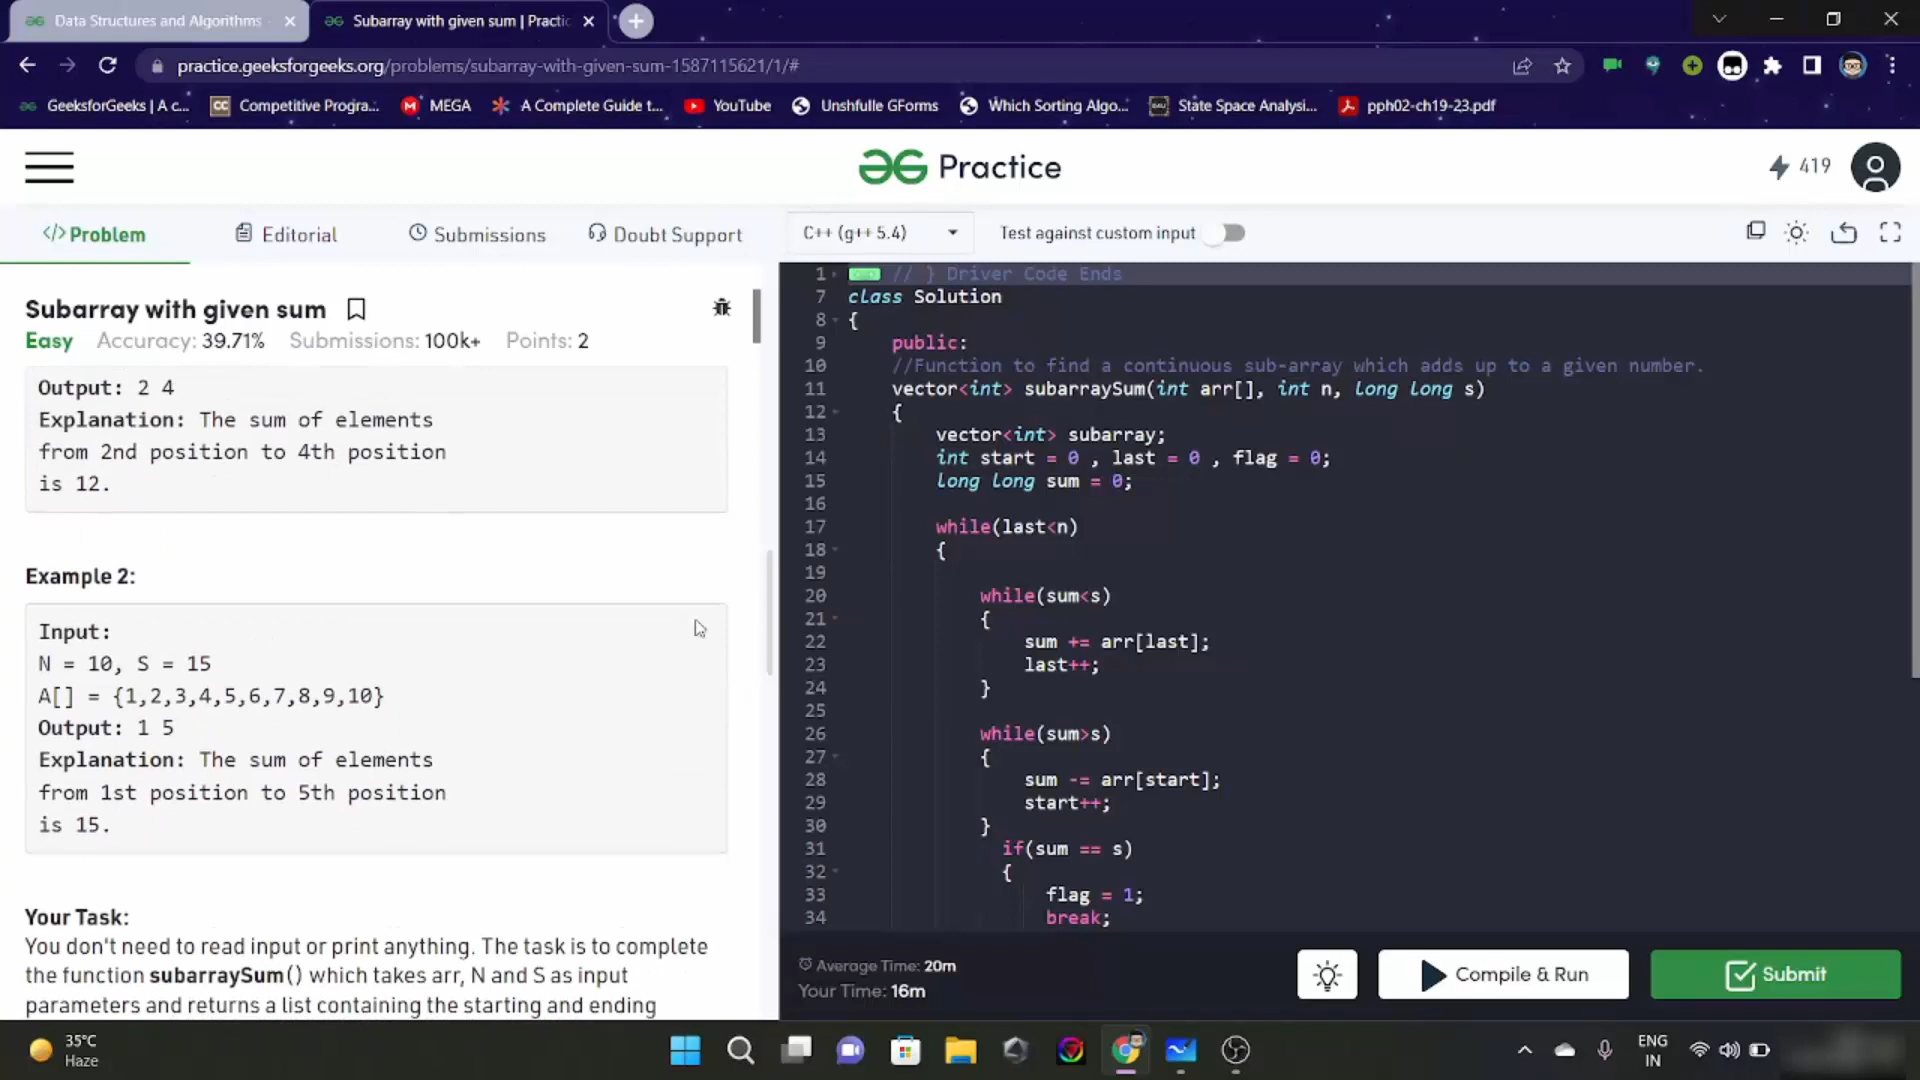 Data Structures and Algorithms
Subarray with given sum | Practic
practice.geeksforgeeks.org/problems/subarray-with-given-sum-1587115621/1/#
GeeksforGeeks | A c...
CC
Competitive Progra...
MEGA
A Complete Guide t...
YouTube
Unshfulle GForms
Which Sorting Algo...
State Space Analysi...
pph02-ch19-23.pdf
Practice
419
</>Problem
Editorial
Submissions
Doubt Support
C++ (g++ 5.4)
Test against custom input
Subarray with given sum
Easy Accuracy: 39.71% Submissions: 100k+ Points: 2
Output: 2 4
Explanation: The sum of elements
from 2nd position to 4th position
is 12.
Example 2:
Input:
N = 10, S = 15
A[] = {1,2,3,4,5,6,7,8,9,10}
Output: 1 5
Explanation: The sum of elements
from 1st position to 5th position
is 15.
Your Task:
You don't need to read input or print anything. The task is to complete
the function subarraySum() which takes arr, N and S as input
parameters and returns a list containing the starting and ending
1 // } Driver Code Ends
7 class Solution
8 {
9 public:
10 //Function to find a continuous sub-array which adds up to a given number.
11 vector<int> subarraySum(int arr[], int n, long long s)
12 {
13 vector<int> subarray;
14 int start = 0 , last = 0 , flag = 0;
15 long long sum = 0;
16
17 while(last<n)
18 {
19
20 while(sum<s)
21 {
22 sum += arr[last];
23 last++;
24 }
25
26 while(sum>s)
27 {
28 sum -= arr[start];
29 start++;
30 }
31 if(sum == s)
32 {
33 flag = 1;
34 break;
Average Time: 20m
Your Time: 16m
Compile & Run
Submit
35°C
Haze
ENG
IN